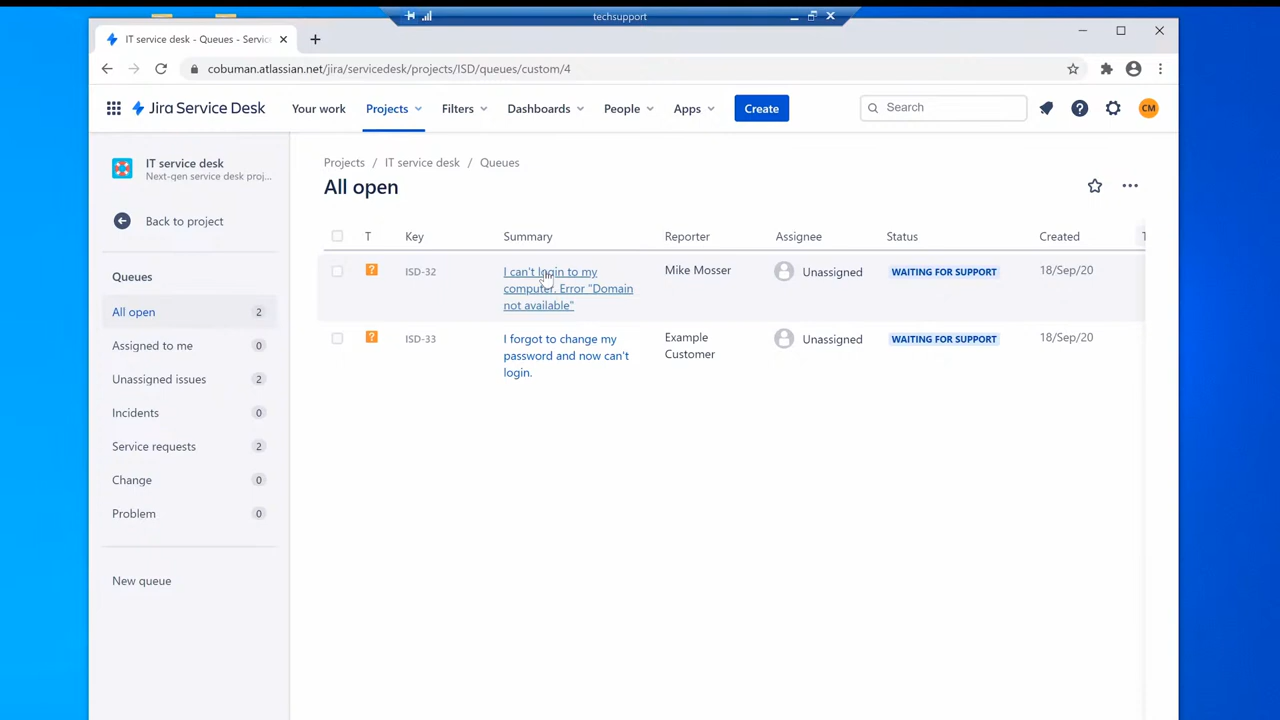 techsupport
IT service desk - Queues - Servic
cobuman.atlassian.net/jira/servicedesk/projects/ISD/queues/custom/4
Jira Service Desk Your work Projects Filters Dashboards People Apps Create Search CM
IT service desk
Next-gen service desk proj...
Back to project
Queues
All open 2
Assigned to me 0
Unassigned issues 2
Incidents 0
Service requests 2
Change 0
Problem 0
New queue
Projects / IT service desk / Queues
All open
T Key Summary Reporter Assignee Status Created
ISD-32 I can't login to my Mike Mosser Unassigned WAITING FOR SUPPORT 18/Sep/20
computer. Error "Domain
not available"
ISD-33 I forgot to change my Example Unassigned WAITING FOR SUPPORT 18/Sep/20
password and now can't Customer
login.